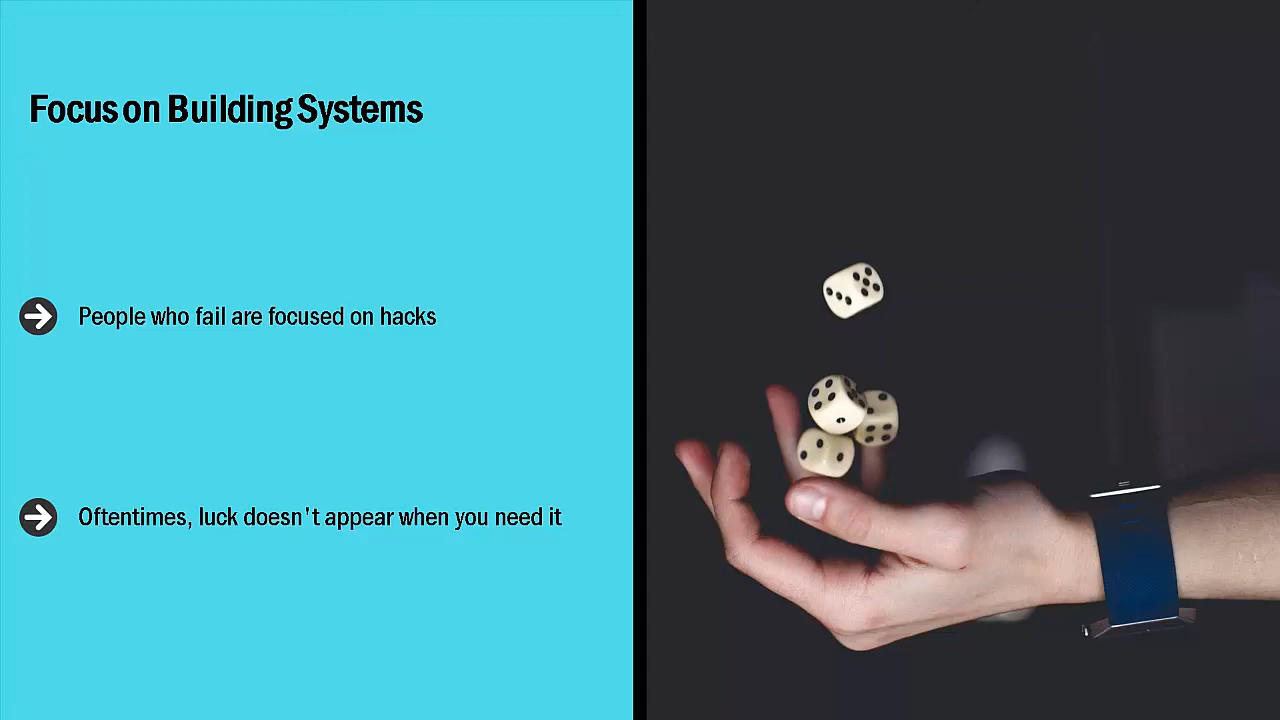 Focus on Building Systems
People who fail are focused on hacks
Oftentimes, luck doesn't appear when you need it